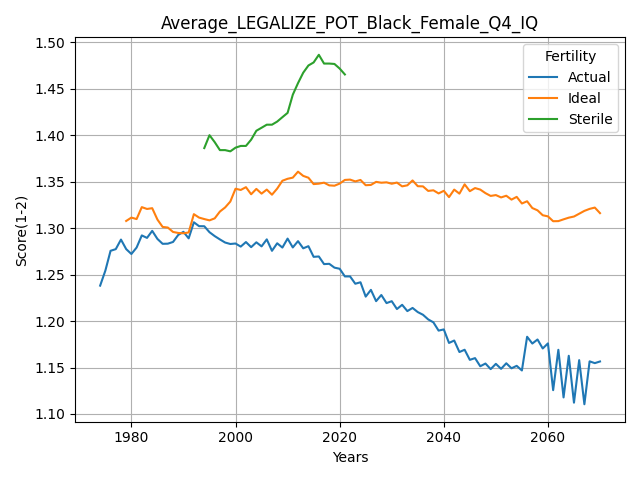 Average_LEGALIZE_POT_Black_Female_Q4_IQ
Fertility
Actual
Ideal
Sterile
Score(1-2)
1.50
1.45
1.40
1.35
1.30
1.25
1.20
1.15
1.10
1980 2000 2020 2040 2060
Years